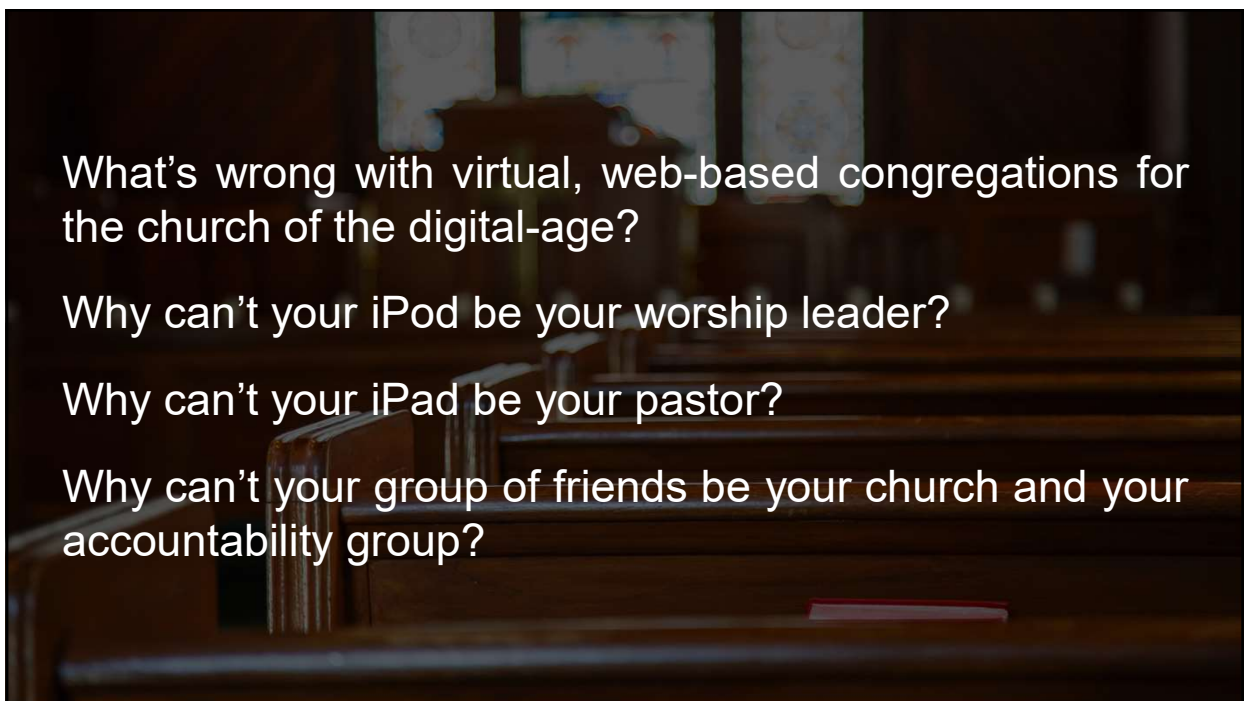 What’s wrong with virtual, web-based congregations for
the church of the digital-age?
Why can’t your iPod be your worship leader?
Why can’t your iPad be your pastor?
Why can’t your group of friends be your church and your
accountability group?